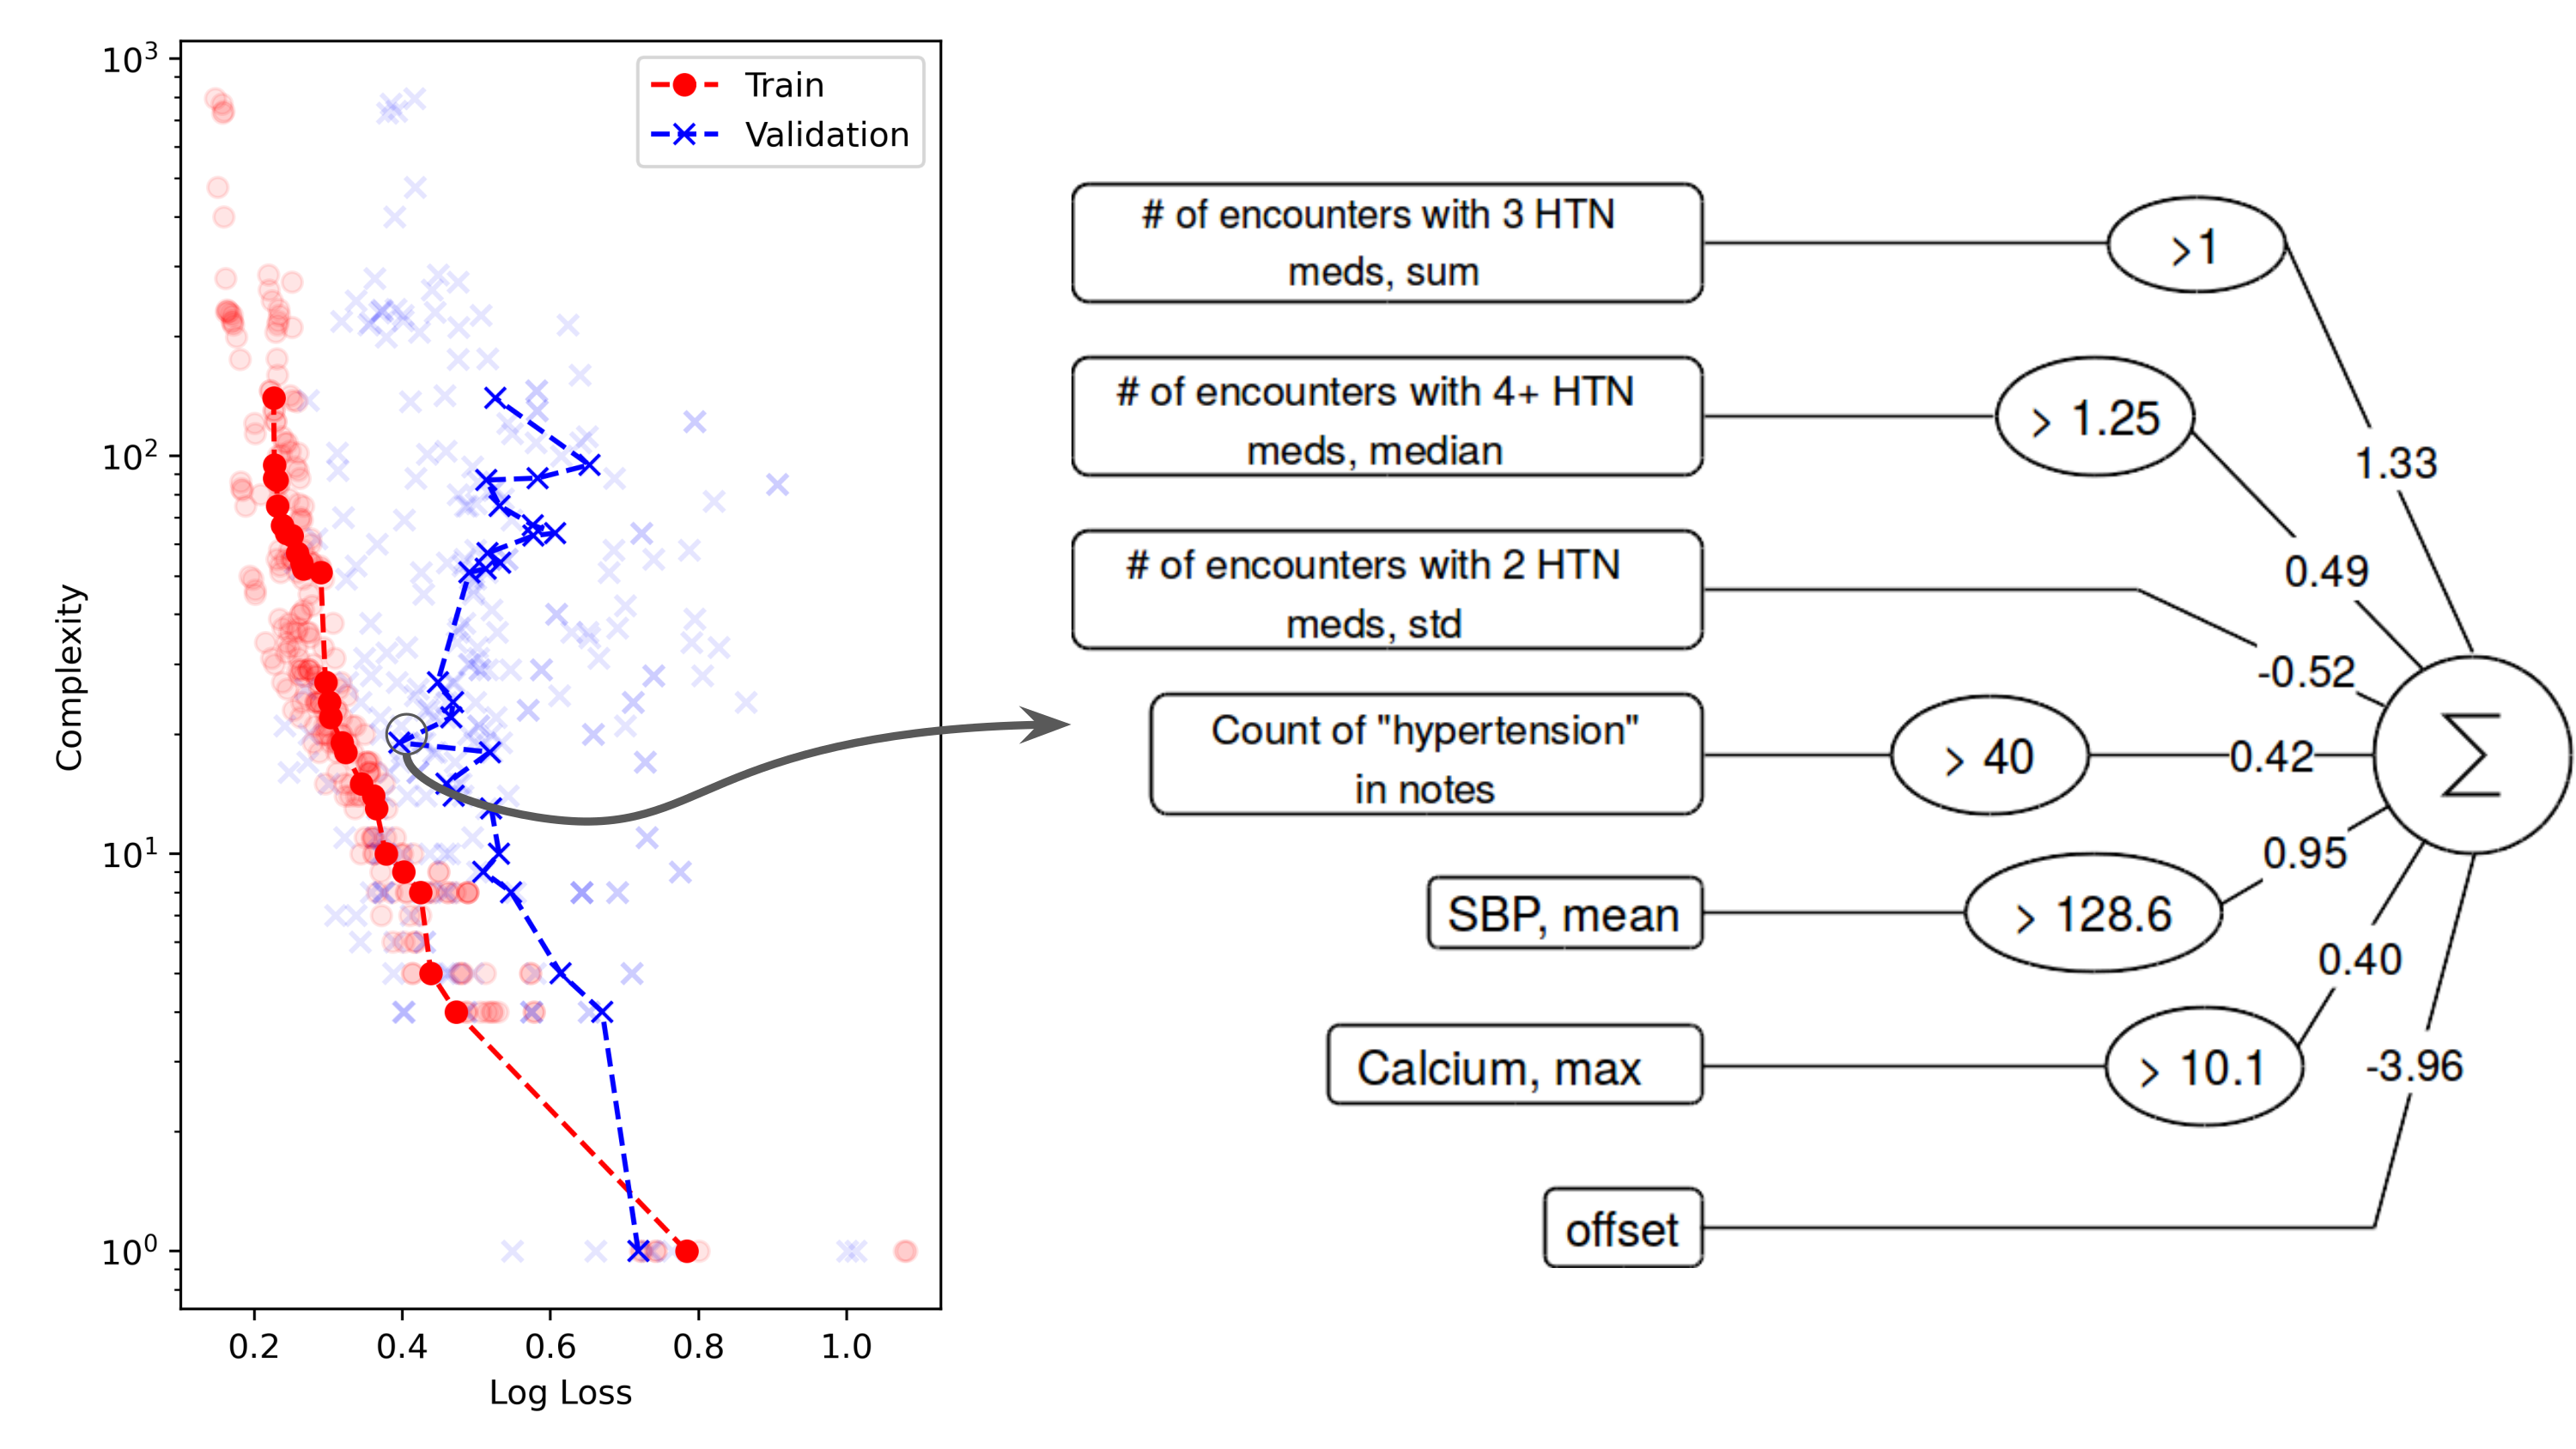 10³
10²
10¹
10⁰
Complexity
0.2 0.4 0.6 0.8 1.0
Log Loss
Train
Validation
# of encounters with 3 HTN
meds, sum
>1
1.33
# of encounters with 4+ HTN
meds, median
> 1.25
0.49
# of encounters with 2 HTN
meds, std
-0.52
Count of "hypertension"
in notes
> 40
0.42
SBP, mean
> 128.6
0.95
Calcium, max
> 10.1
0.40
offset
-3.96
Σ